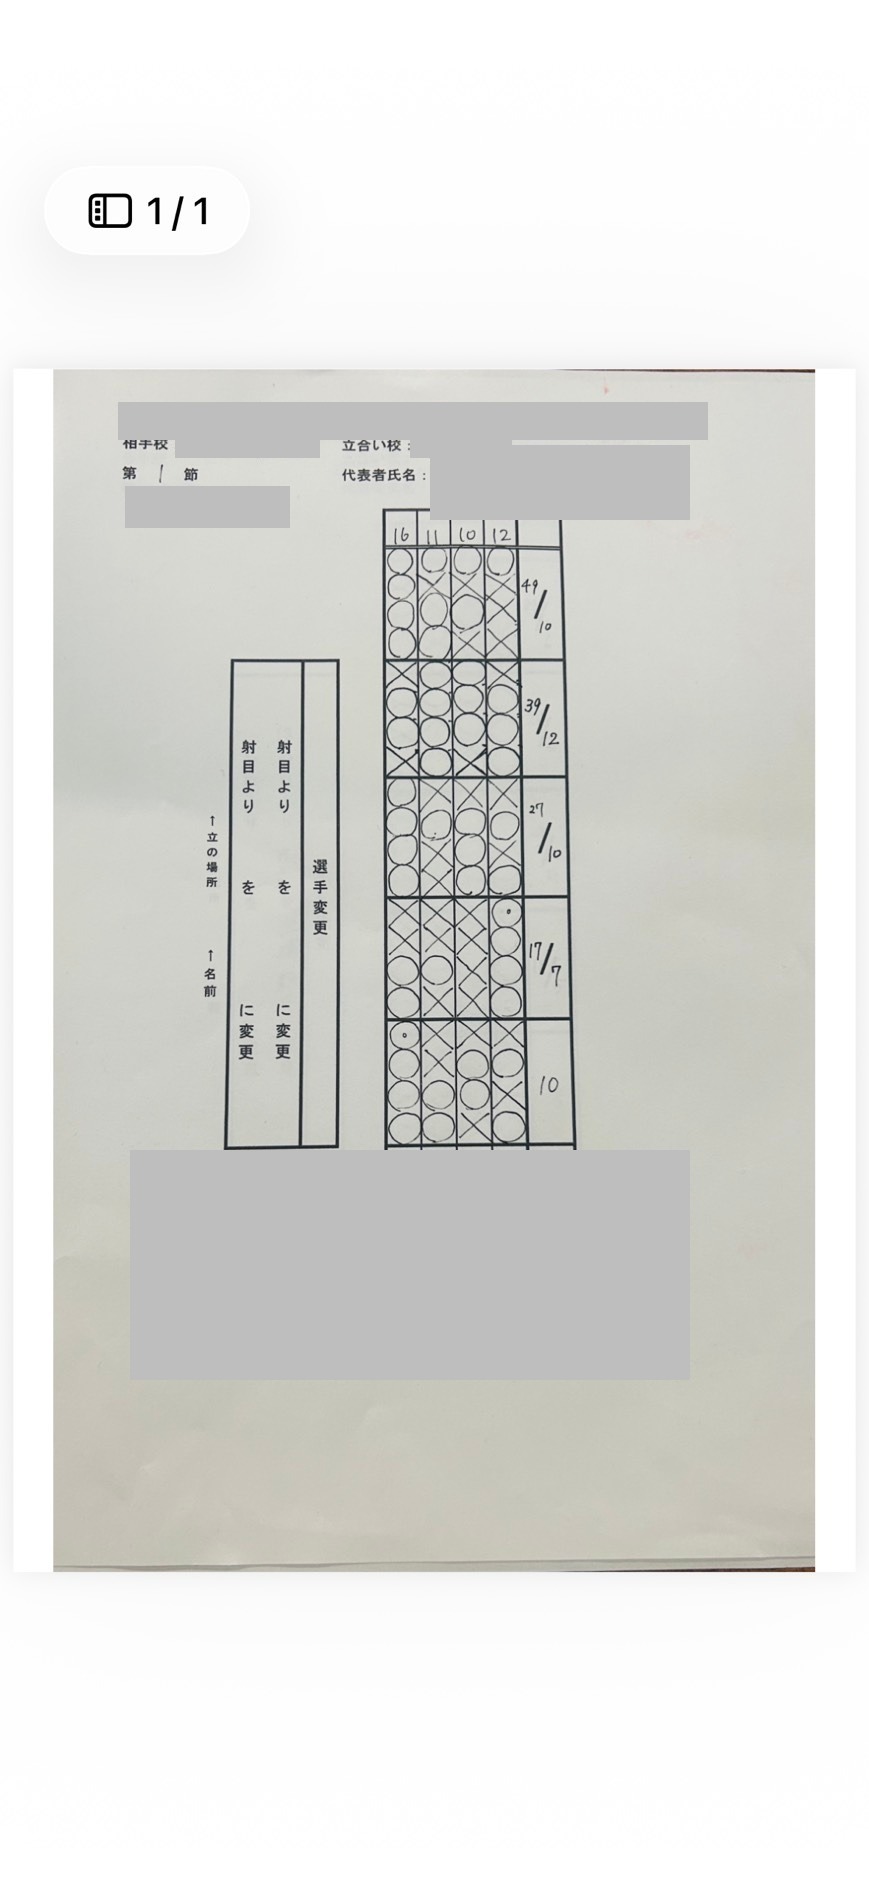 1/1
相手校
立合い校：
第 1 節
代表者氏名：
16 11 10 12
○ ○ ○ ○
○ × × ×
○ ○ ○ ×
○ ○ × ×
49/10
× ○ ○ ×
○ ○ ○ ○
○ ○ ○ ○
× ○ × ○
39/12
○ × × ×
○ ○ ○ ○
○ × ○ ×
○ × ○ ○
27/10
× × × ○
× × × ○
○ ○ × ○
○ × × ○
17/7
○ × × ×
○ × ○ ○
○ ○ ○ ×
○ ○ × ○
10
選手変更
射目より を に変更
射目より を に変更
↑立の場所 ↑名前